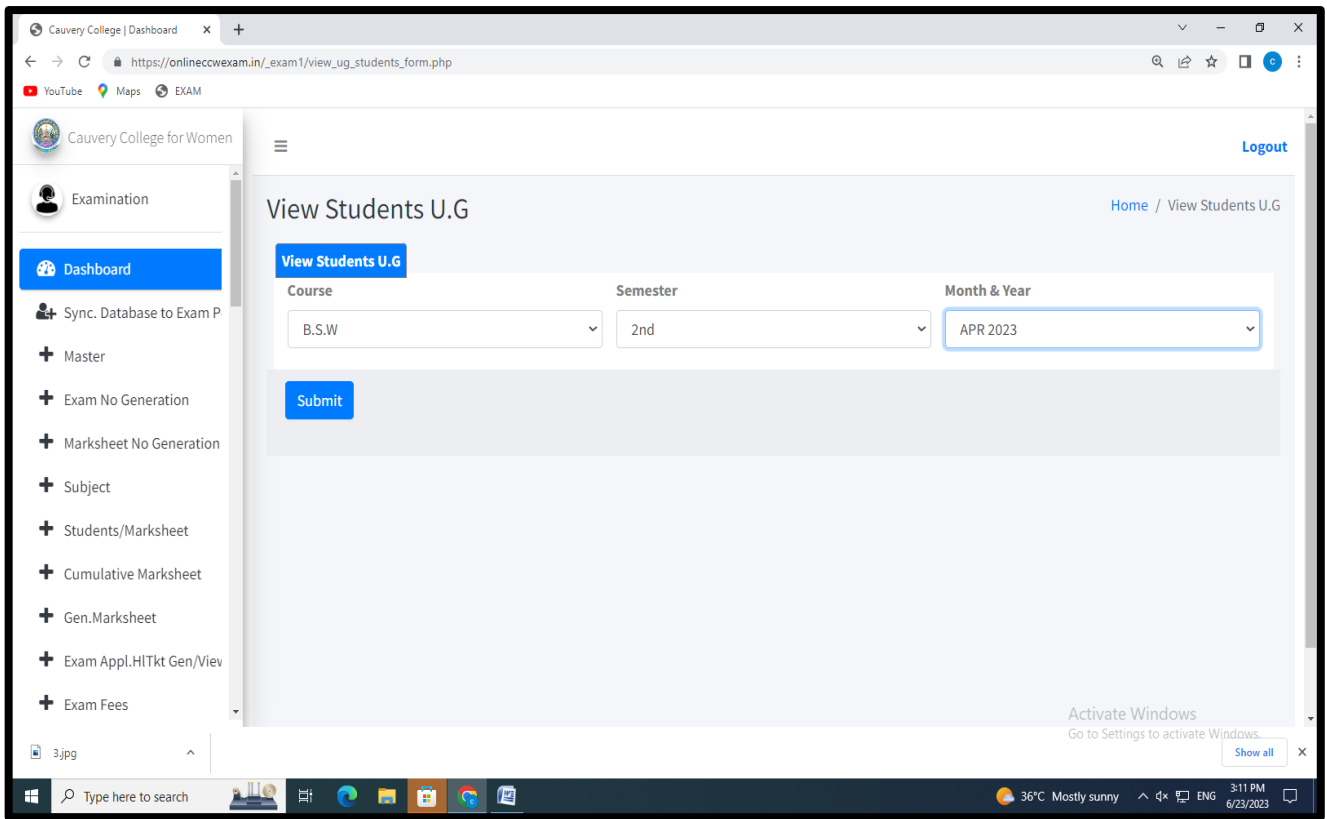 Cauvery College | Dashboard
https://onlineccwexam.in/_exam1/view_ug_students_form.php
C
YouTube Maps EXAM
Cauvery College for Women
Logout
Examination
View Students U.G
Home / View Students U.G
Dashboard
Sync. Database to Exam P
Master
Exam No Generation
Marksheet No Generation
Subject
Students/Marksheet
Cumulative Marksheet
Gen.Marksheet
Exam Appl.HlTkt Gen/View
Exam Fees
View Students U.G
Course Semester Month & Year
B.S.W 2nd APR 2023
Submit
Activate Windows
Go to Settings to activate Windows.
3.jpg
Show all
Type here to search
36°C Mostly sunny
ENG
3:11 PM
6/23/2023